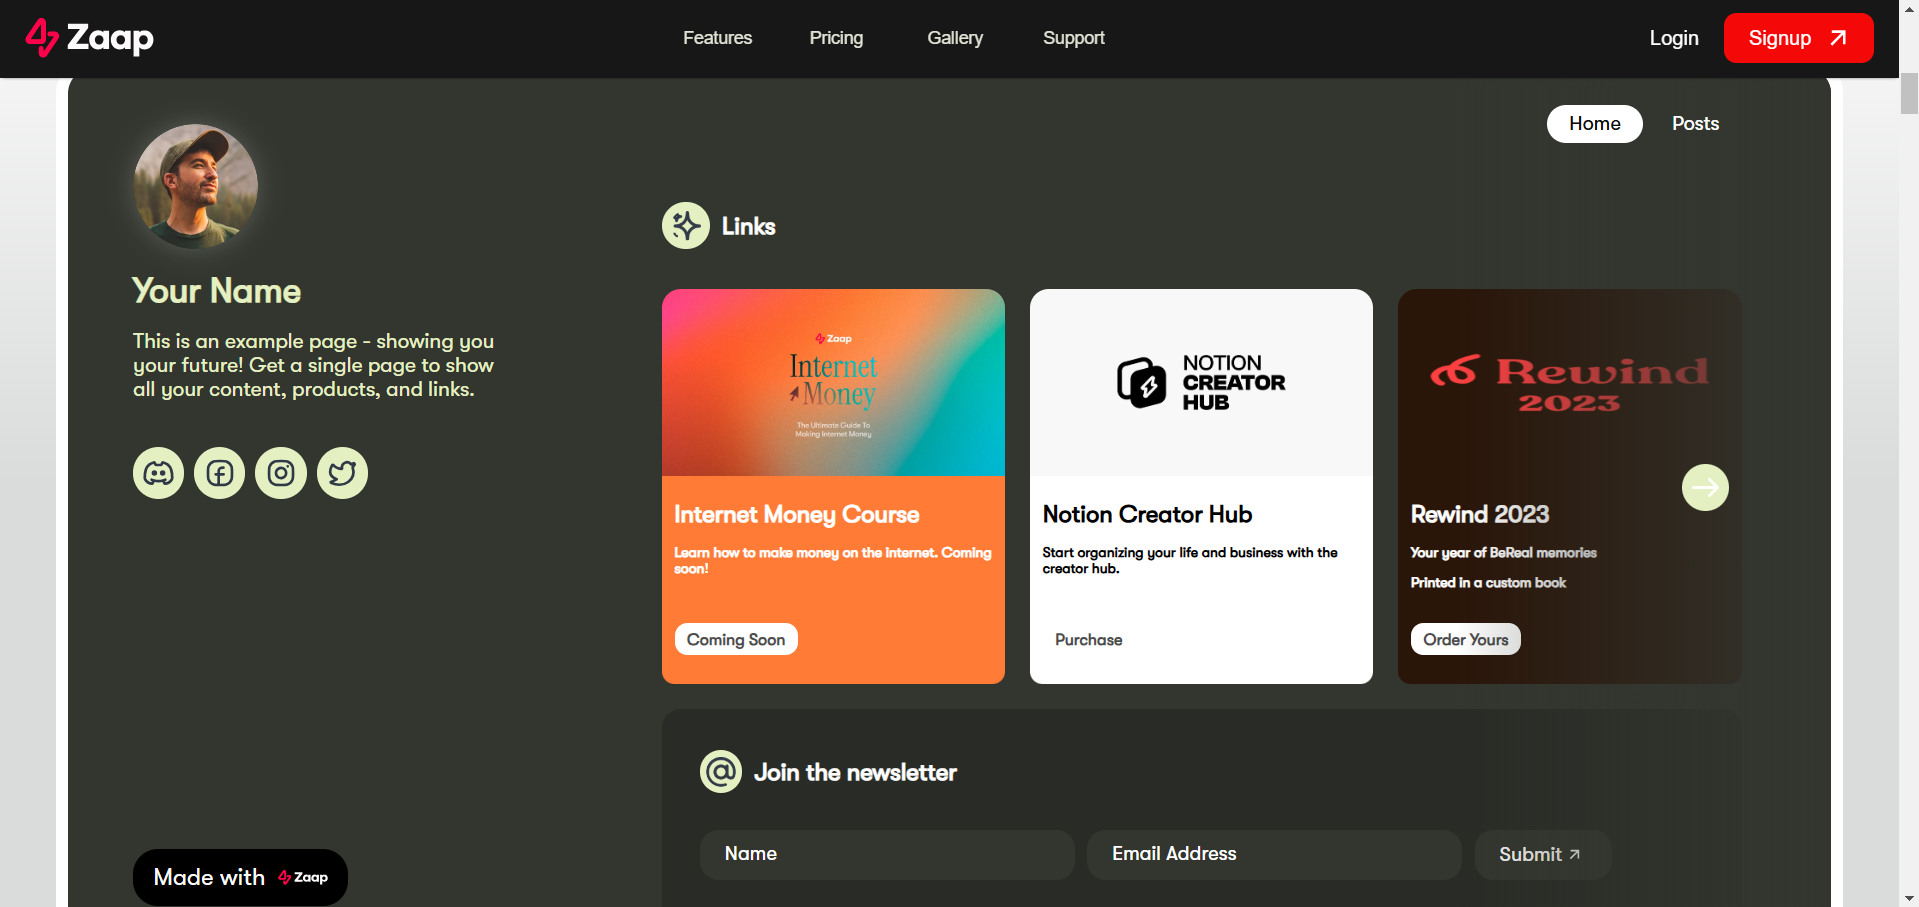 Zaap
Features
Pricing
Gallery
Support
Login
Signup
Home
Posts
Your Name
This is an example page - showing you
your future! Get a single page to show
all your content, products, and links.
Links
Zaap
Internet
Money
The Ultimate Guide To
Making Internet Money
Internet Money Course
Learn how to make money on the internet. Coming
soon!
Coming Soon
NOTION
CREATOR
HUB
Notion Creator Hub
Start organizing your life and business with the
creator hub.
Purchase
Rewind
2023
Rewind 2023
Your year of BeReal memories
Printed in a custom book
Order Yours
Join the newsletter
Name
Email Address
Submit
Made with Zaap